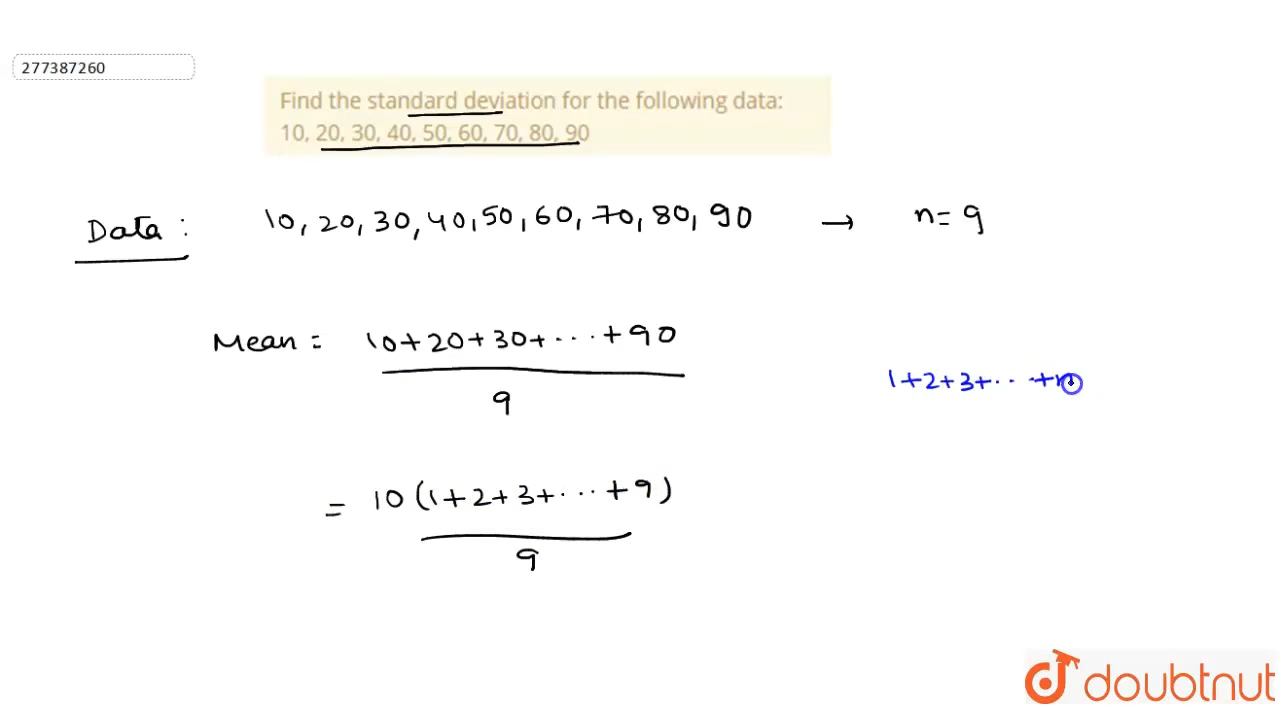 277387260
Find the standard deviation for the following data:
10, 20, 30, 40, 50, 60, 70, 80, 90
Data : 10, 20, 30, 40, 50, 60, 70, 80, 90 → n = 9
Mean = 10+20+30+...+90
9
1+2+3+...+n
= 10 (1+2+3+...+9)
9
doubtnut